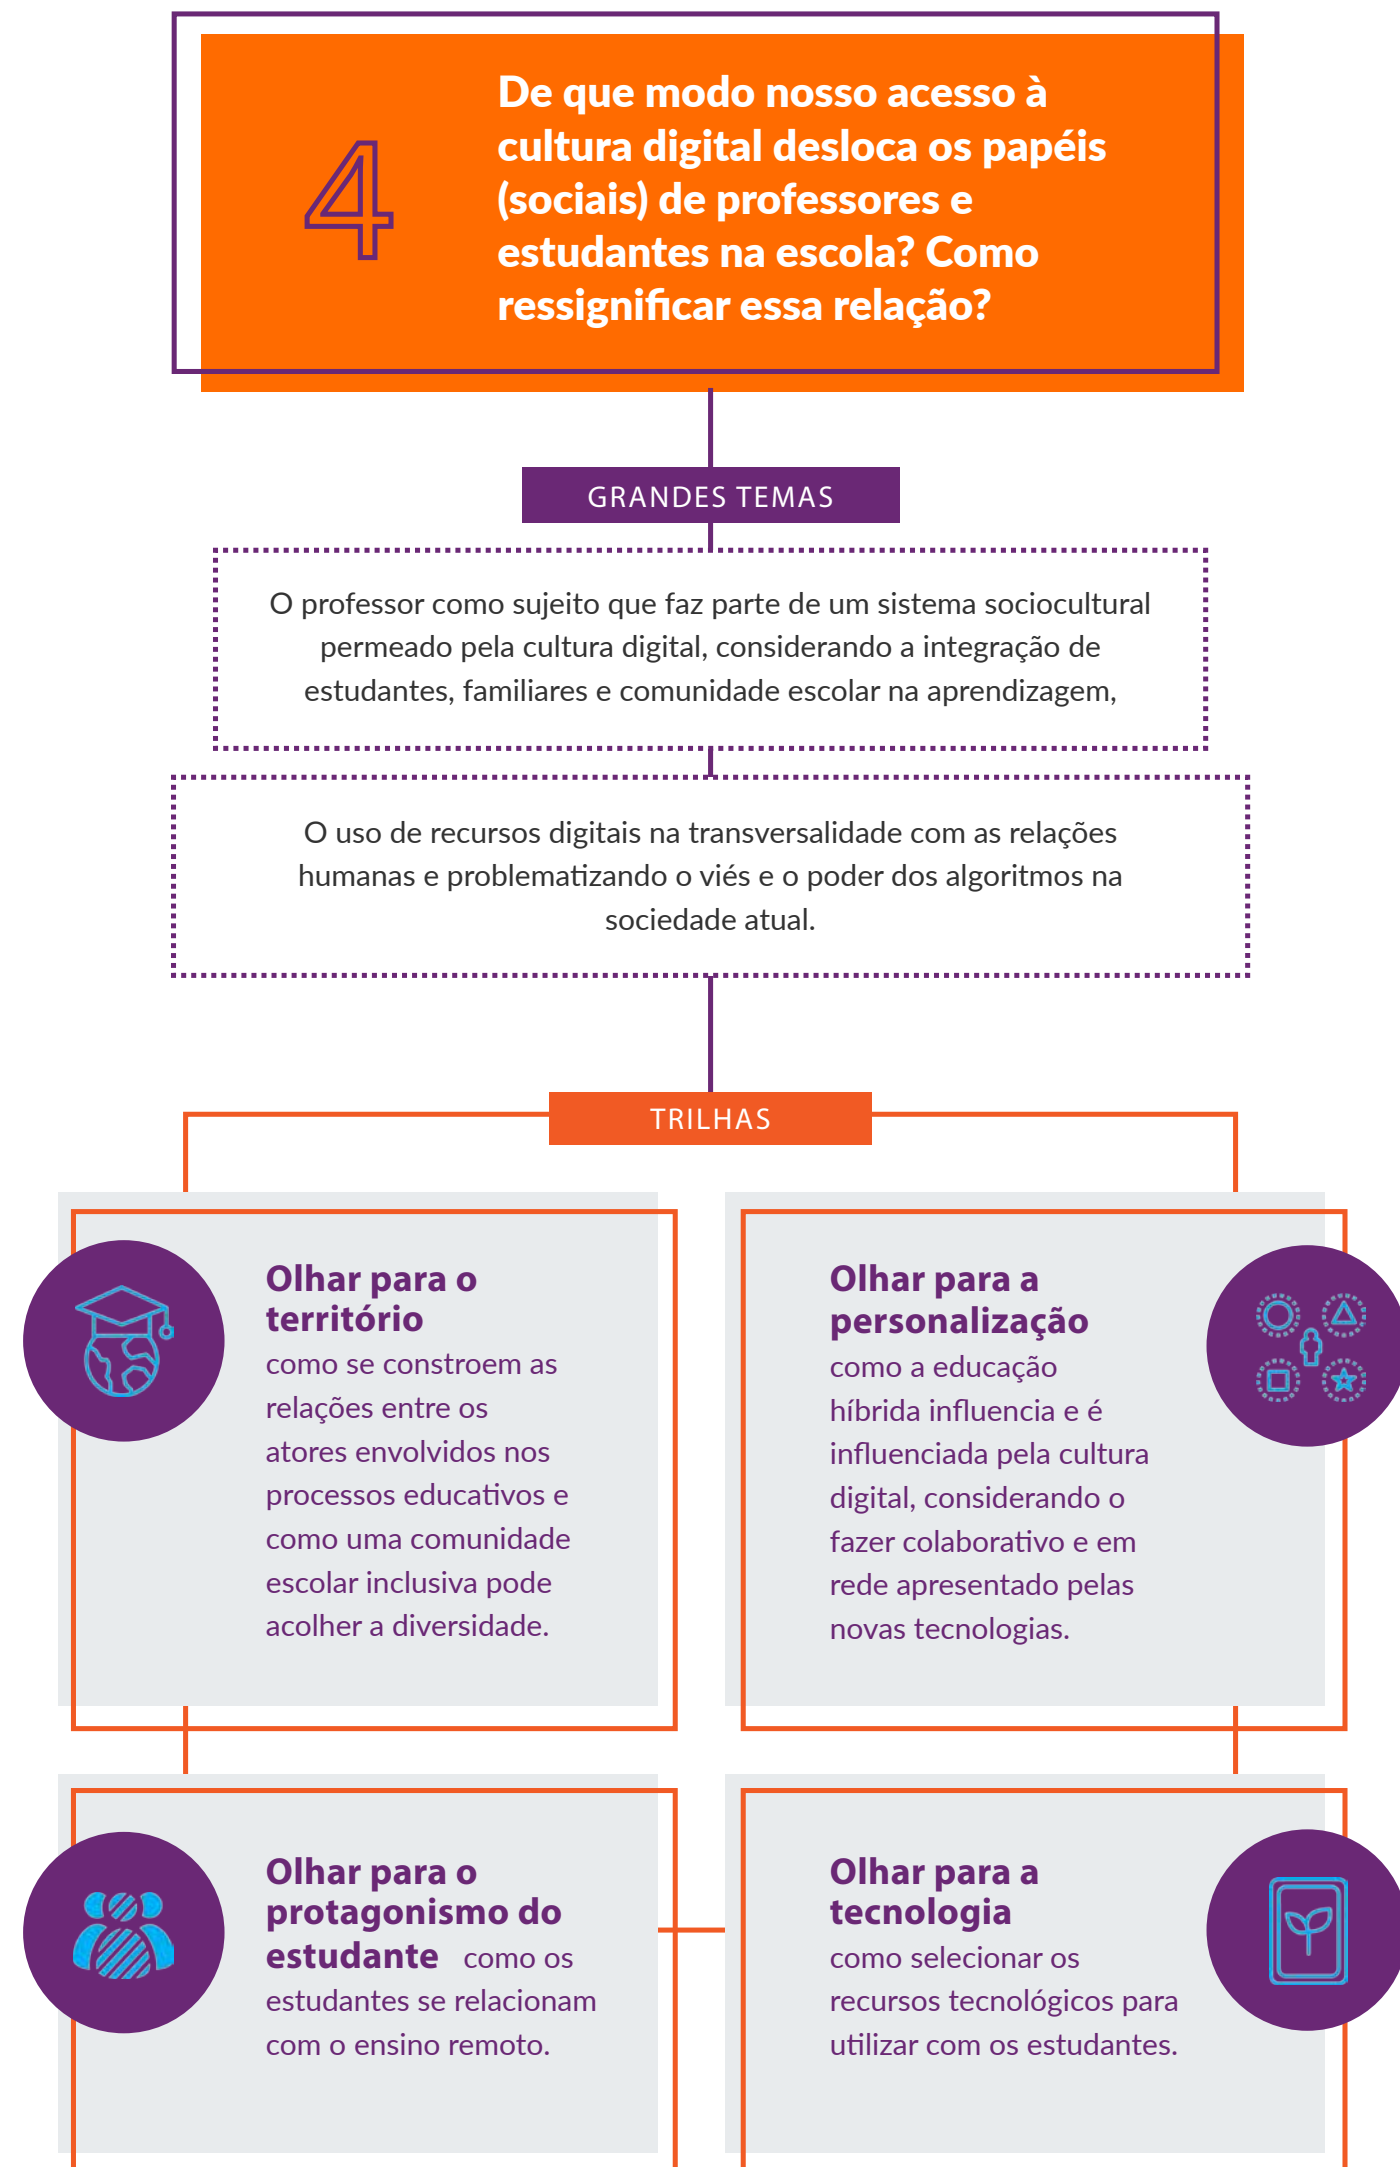 4
De que modo nosso acesso à
cultura digital desloca os papéis
(sociais) de professores e
estudantes na escola? Como
ressignificar essa relação?
GRANDES TEMAS
O professor como sujeito que faz parte de um sistema sociocultural
permeado pela cultura digital, considerando a integração de
estudantes, familiares e comunidade escolar na aprendizagem,
O uso de recursos digitais na transversalidade com as relações
humanas e problematizando o viés e o poder dos algoritmos na
sociedade atual.
TRILHAS
Olhar para o
território
como se constroem as
relações entre os
atores envolvidos nos
processos educativos e
como uma comunidade
escolar inclusiva pode
acolher a diversidade.
Olhar para a
personalização
como a educação
híbrida influencia e é
influenciada pela cultura
digital, considerando o
fazer colaborativo e em
rede apresentado pelas
novas tecnologias.
Olhar para o
protagonismo do
estudante como os
estudantes se relacionam
com o ensino remoto.
Olhar para a
tecnologia
como selecionar os
recursos tecnológicos para
utilizar com os estudantes.